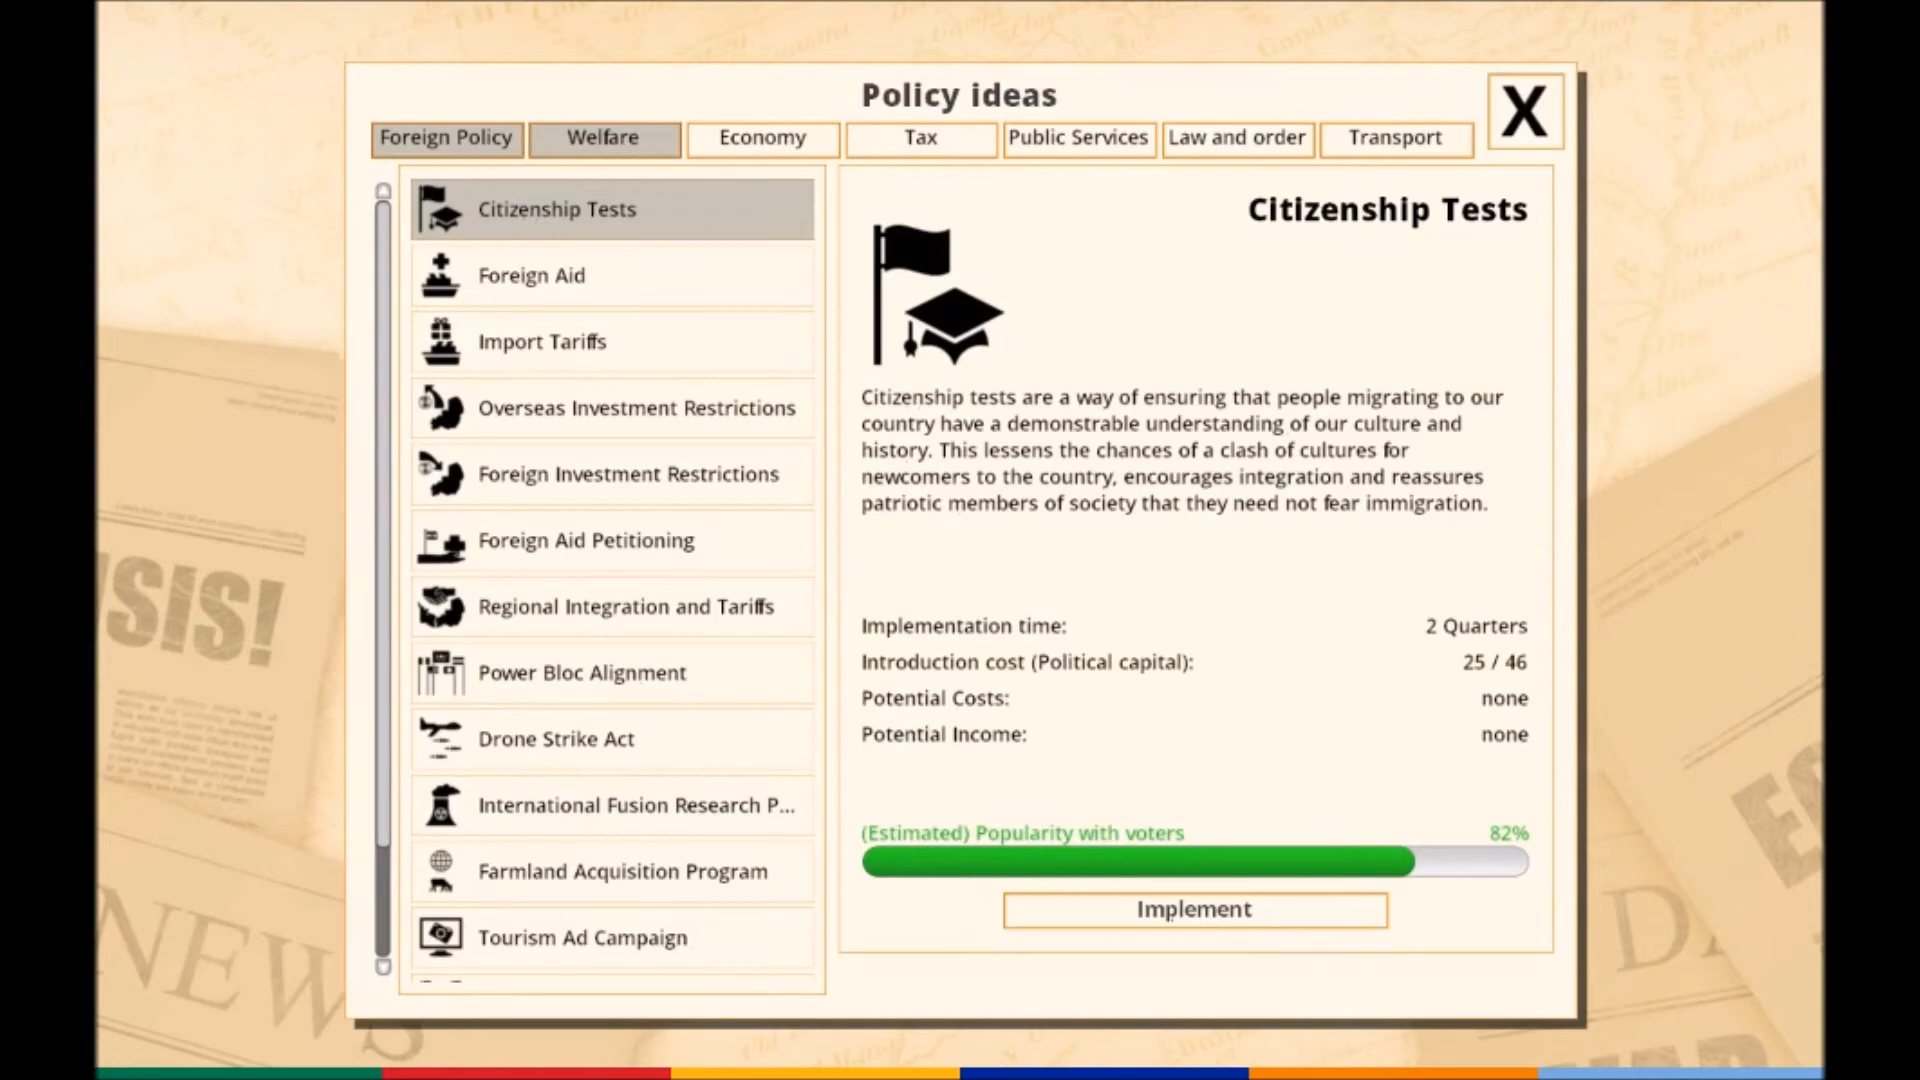 Policy ideas
X
Foreign Policy
Welfare
Economy
Tax
Public Services
Law and order
Transport
Citizenship Tests
Foreign Aid
Import Tariffs
Overseas Investment Restrictions
Foreign Investment Restrictions
Foreign Aid Petitioning
Regional Integration and Tariffs
Power Bloc Alignment
Drone Strike Act
International Fusion Research P...
Farmland Acquisition Program
Tourism Ad Campaign
Citizenship Tests
Citizenship tests are a way of ensuring that people migrating to our
country have a demonstrable understanding of our culture and
history. This lessens the chances of a clash of cultures for
newcomers to the country, encourages integration and reassures
patriotic members of society that they need not fear immigration.
Implementation time: 2 Quarters
Introduction cost (Political capital): 25 / 46
Potential Costs: none
Potential Income: none
(Estimated) Popularity with voters 82%
Implement
SIS!
NEWS